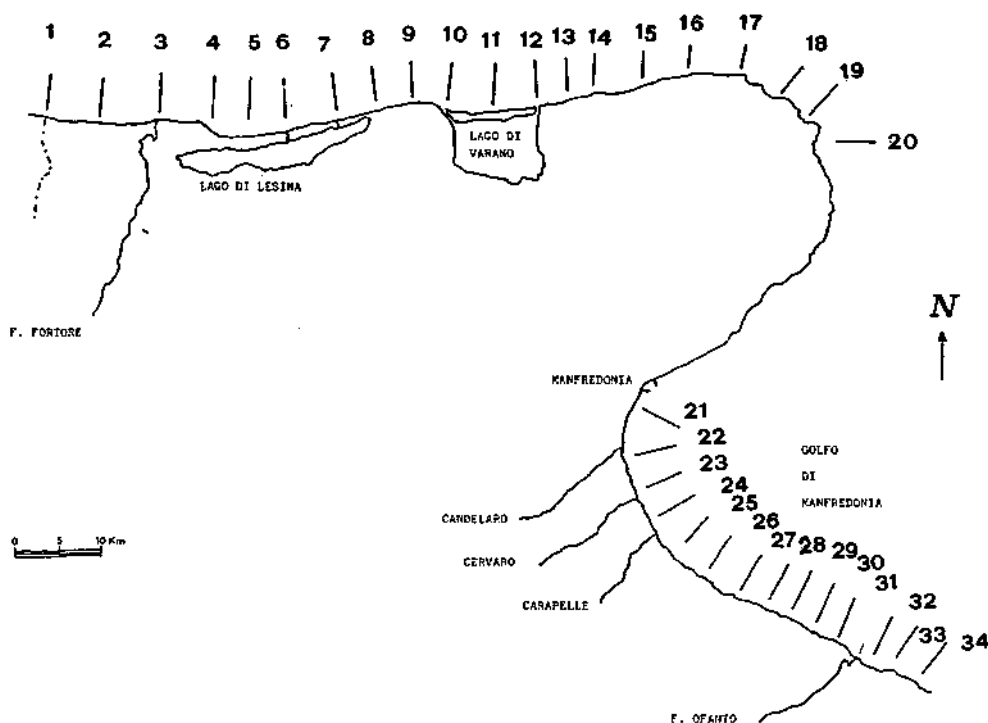 1
2
3
4
5
6
7
8
9
10
11
12
13
14
15
16
17
18
19
20
LAGO DI
VARANO
LAGO DI LESINA
F. FORTORE
N
MANFREDONIA
21
22
23
24
25
26
27
28
29
30
31
32
33
34
GOLFO
DI
MANFREDONIA
CANDELARO
CERVARO
CARAPELLE
0 5 10 Km
F. OFANTO